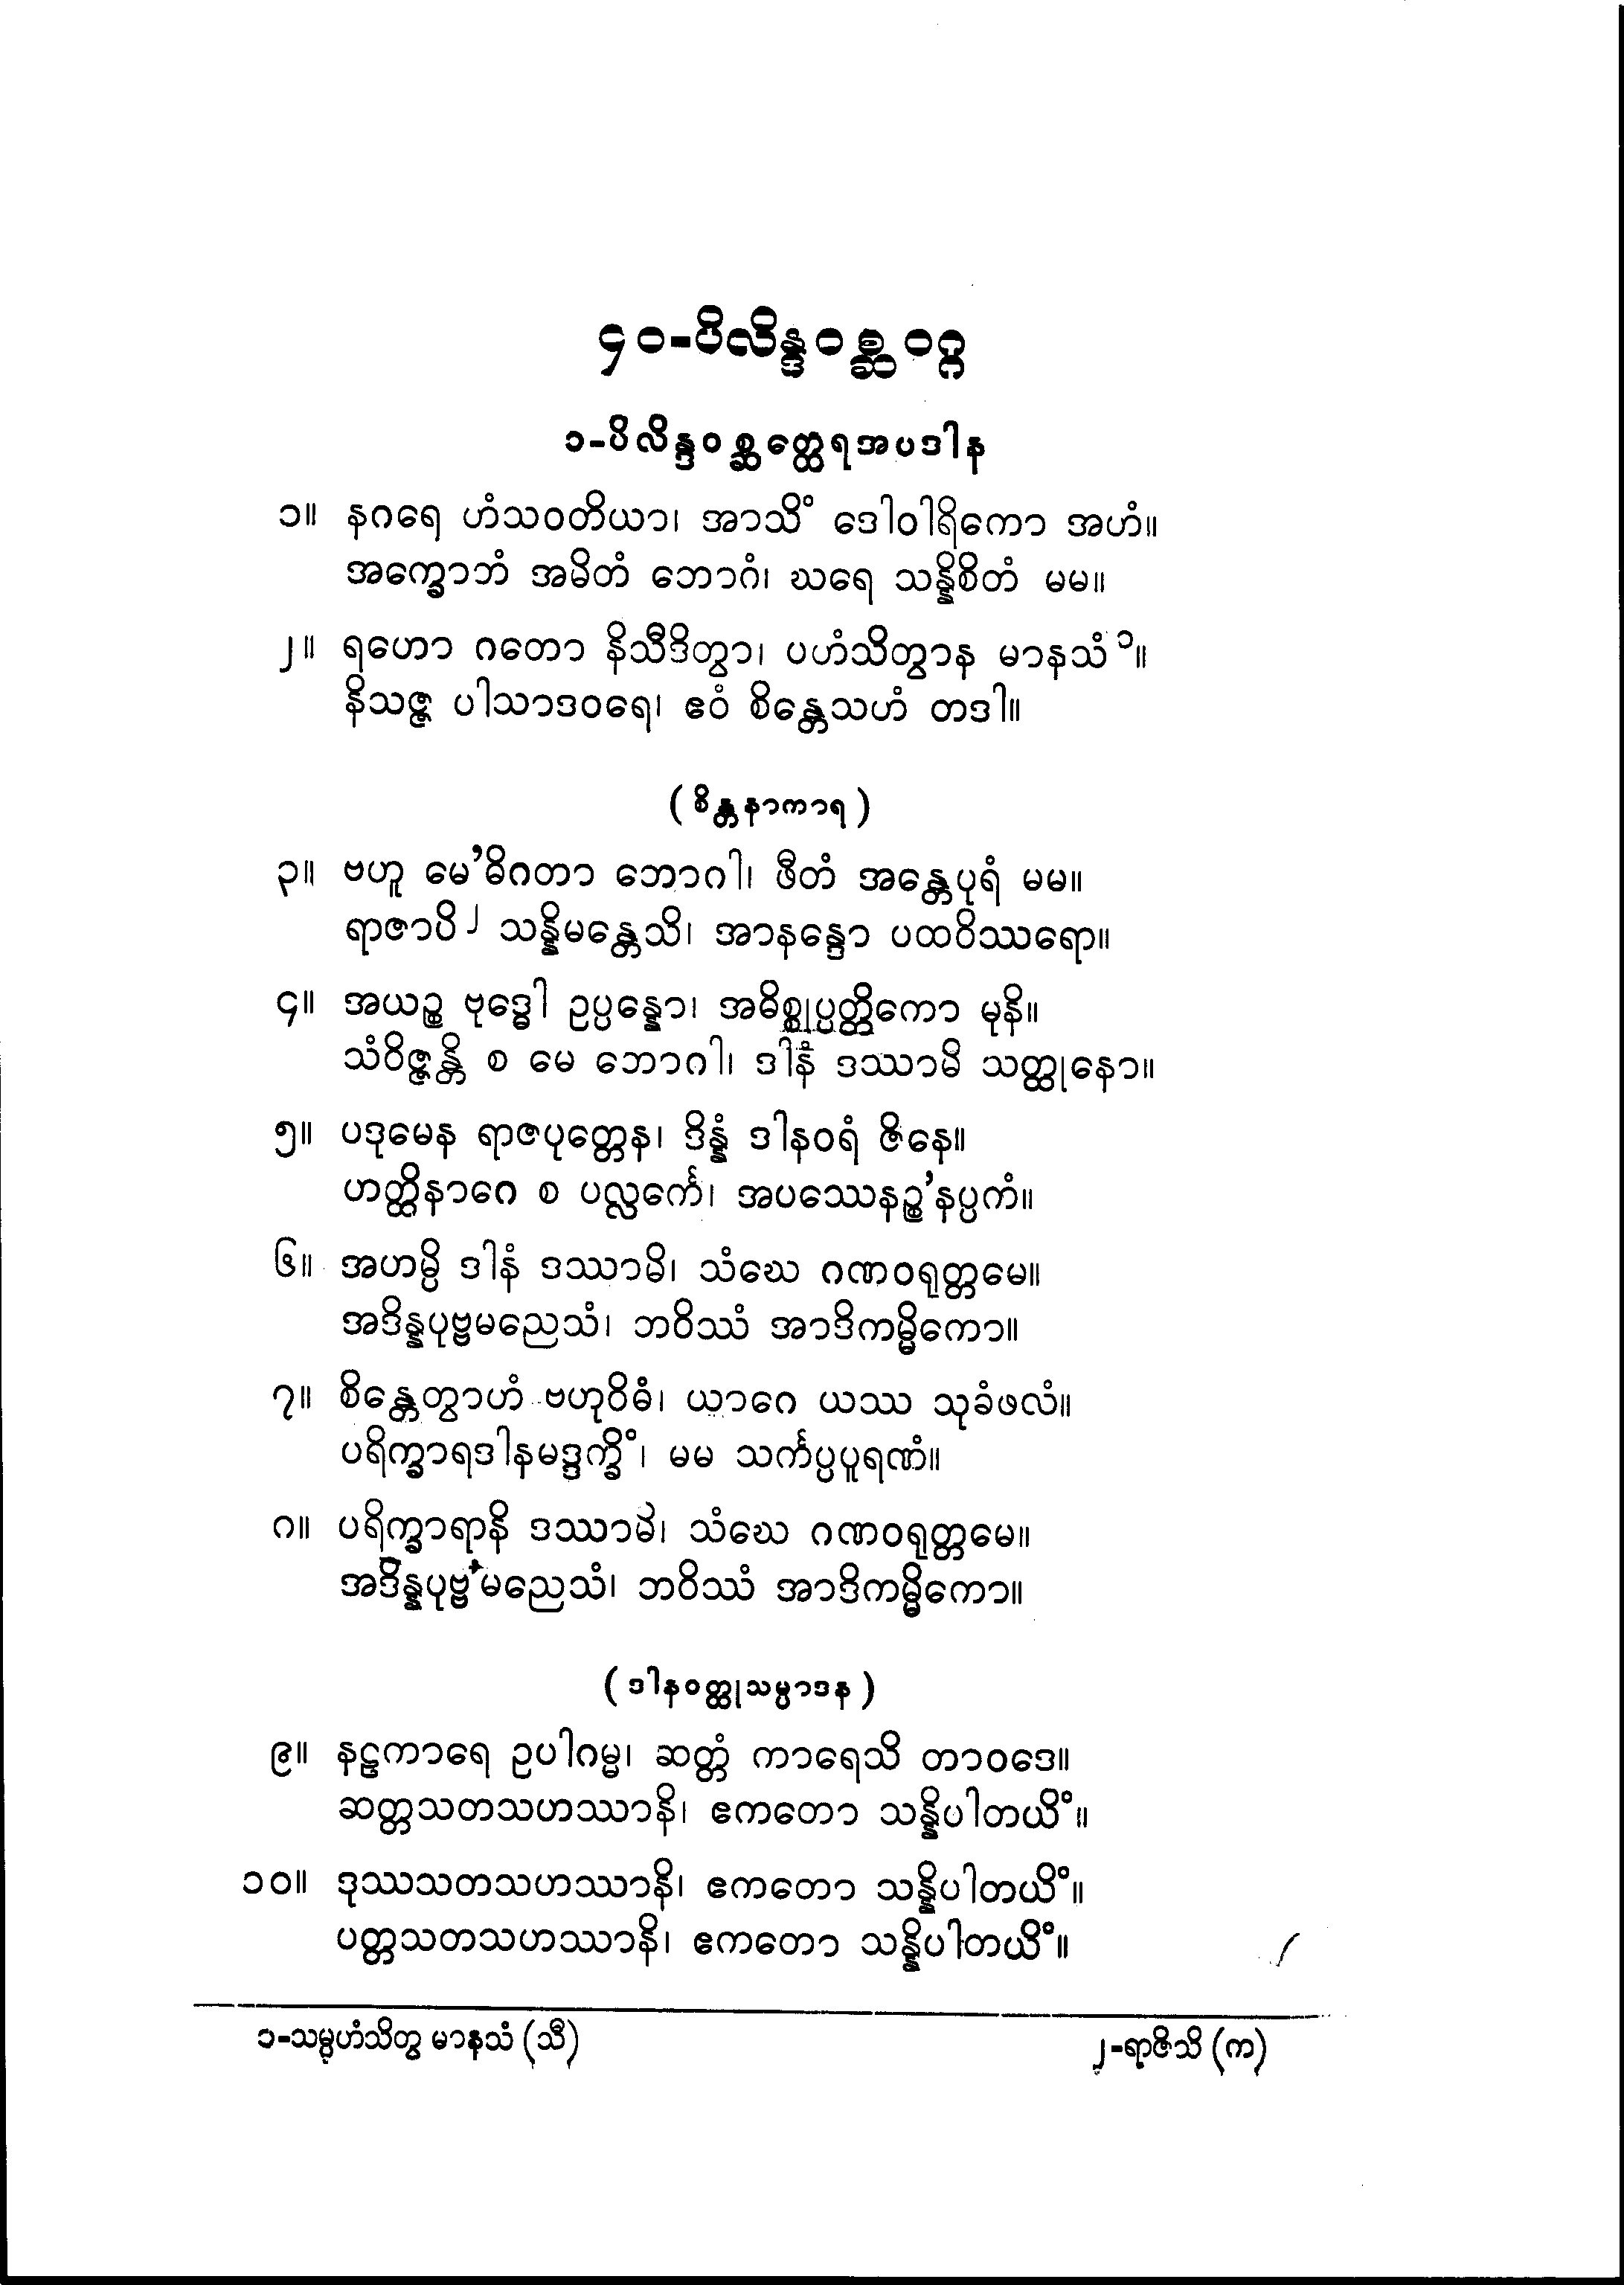 ၄၀-ပိလိန္ဒဝစ္ဆဝဂ္ဂ
၁-ပိလိန္ဒဝစ္ဆတ္ထေရအပဒါန
၁။ နဂရေ ဟံသဝတိယာ၊ အာသိံ ဒေါဝါရိကော အဟံ။
အက္ခောဘံ အမိတံ ဘောဂံ၊ ဃရေ သန္နိစိတံ မမ။
၂။ ရဟော ဂတော နိသီဒိတွာ၊ ပဟံသိတွာန မာနသံ ၁။
နိသဇ္ဇ ပါသာဒဝရေ၊ ဧဝံ စိန္တေသဟံ တဒါ။
( စိန္တနာကာရ )
၃။ ဗဟူ မေ’ဓိဂတာ ဘောဂါ၊ ဖီတံ အန္တေပုရံ မမ။
ရာဇာပိ ၂ သန္နိမန္တေသိ၊ အာနန္ဒော ပထဝိဿရော။
၄။ အယဉ္စ ဗုဒ္ဓေါ ဥပ္ပန္နော၊ အဓိစ္စုပ္ပတ္တိကော မုနိ။
သံဝိဇ္ဇန္တိ စ မေ ဘောဂါ၊ ဒါနံ ဒဿာမိ သတ္ထုနော။
၅။ ပဒုမေန ရာဇပုတ္တေန၊ ဒိန္နံ ဒါနဝရံ ဇိနေ။
ဟတ္ထိနာဂေ စ ပလ္လင်္ကေ၊ အပဿေနဉ္စ’နပ္ပကံ။
၆။ အဟမ္ပိ ဒါနံ ဒဿာမိ၊ သံဃေ ဂဏဝရုတ္တမေ။
အဒိန္နပုဗ္ဗမညေသံ၊ ဘဝိဿံ အာဒိကမ္မိကော။
၇။ စိန္တေတွာဟံ ဗဟုဝိဓံ၊ ယာဂေ ယဿ သုခံဖလံ။
ပရိက္ခာရဒါနမဒ္ဒက္ခိံ၊ မမ သင်္ကပ္ပပူရဏံ။
၈။ ပရိက္ခာရာနိ ဒဿာမိ၊ သံဃေ ဂဏဝရုတ္တမေ။
အဒိန္နပုဗ္ဗမညေသံ၊ ဘဝိဿံ အာဒိကမ္မိကော။
( ဒါနဝတ္ထုသမ္ပာဒန )
၉။ နဠကာရေ ဥပါဂမ္မ၊ ဆတ္တံ ကာရေသိ တာဝဒေ။
ဆတ္တသတသဟဿာနိ၊ ဧကတော သန္နိပါတယိံ။
၁၀။ ဒုဿသတသဟဿာနိ၊ ဧကတော သန္နိပါတယိံ။
ပတ္တသတသဟဿာနိ၊ ဧကတော သန္နိပါတယိံ။
၁-သမ္ပဟံသိတွ မာနသံ (သီ)
၂-ရာဇိသိ (က)